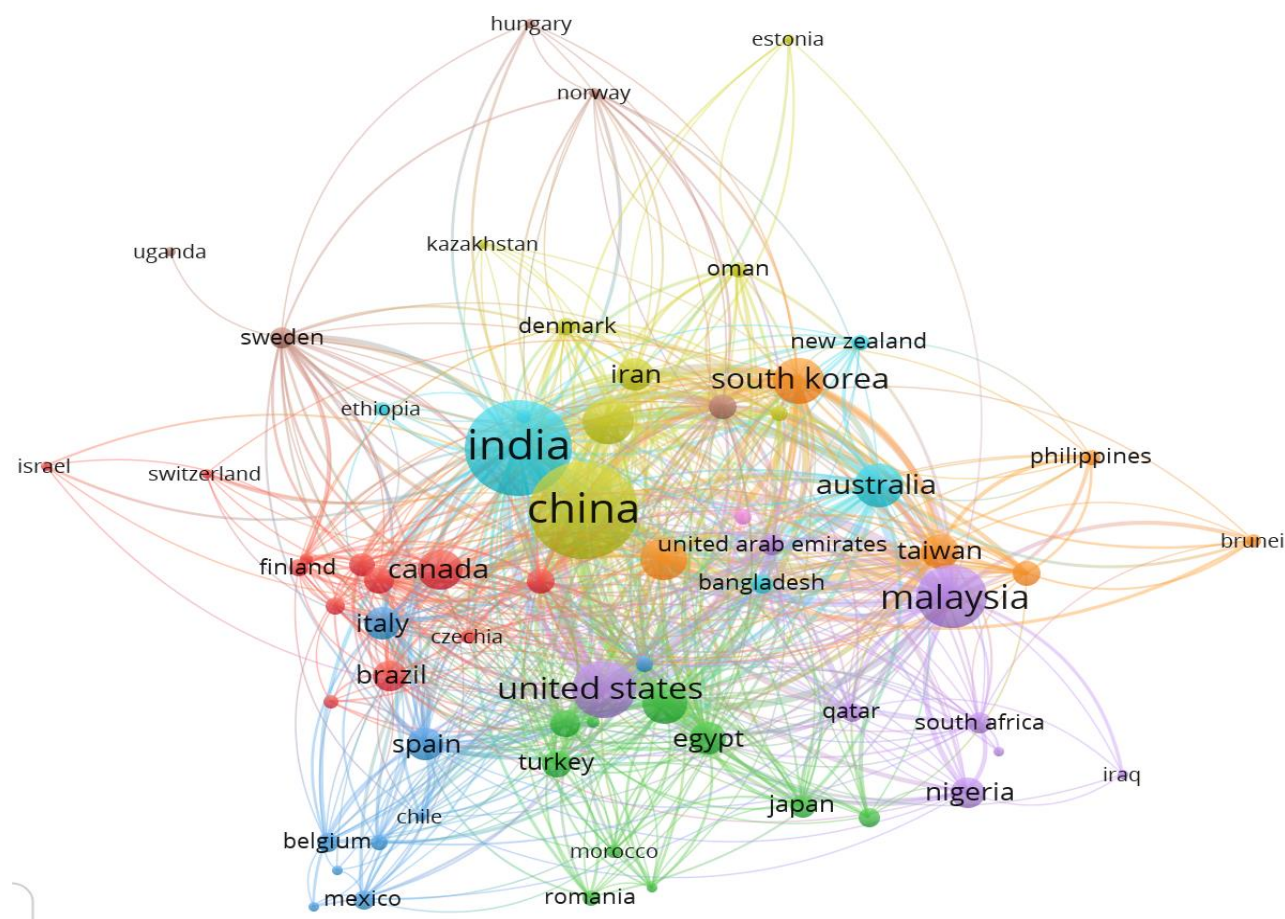 hungary
estonia
norway
uganda
kazakhstan
oman
denmark
sweden
new zealand
iran
south korea
ethiopia
india
philippines
israel
switzerland
australia
china
united arab emirates
taiwan
brunei
finland
canada
bangladesh
malaysia
italy
czechia
brazil
united states
qatar
south africa
spain
egypt
turkey
iraq
nigeria
japan
chile
belgium
morocco
mexico
romania